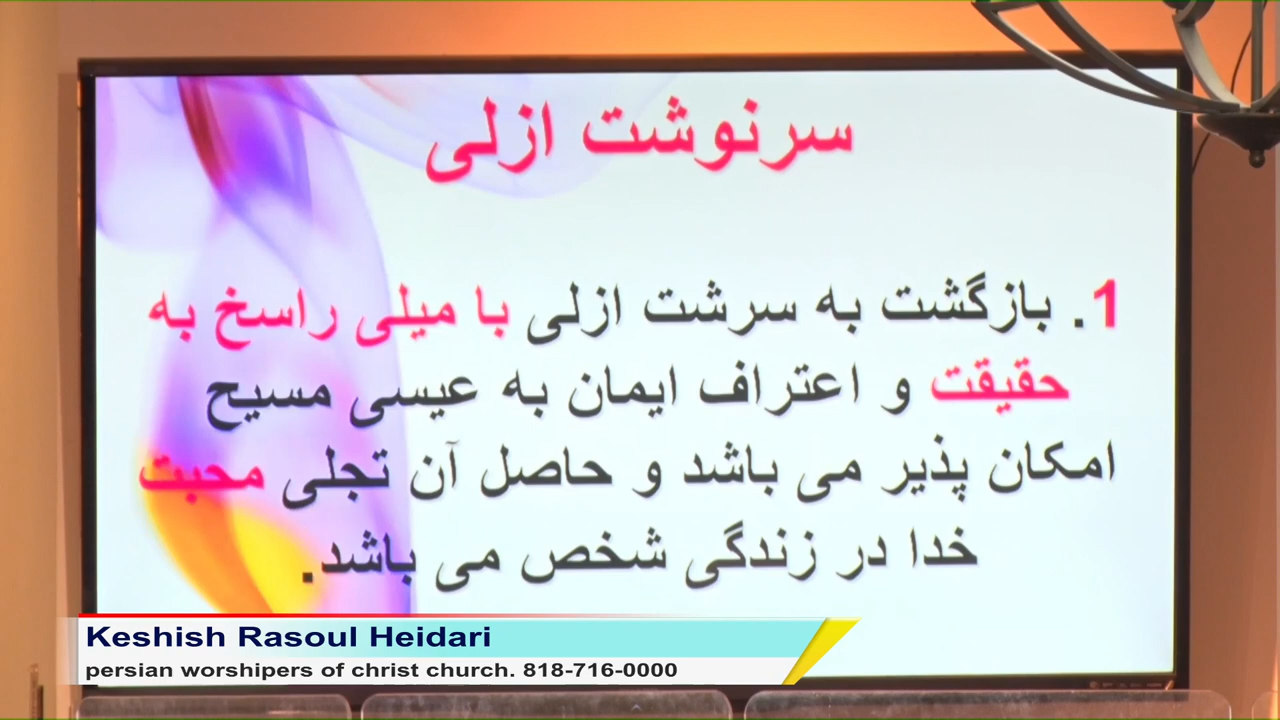 سرنوشت ازلی
1. بازگشت به سرشت ازلی با میلی راسخ به
حقیقت و اعتراف ایمان به عیسی مسیح
امکان پذیر می باشد و حاصل آن تجلی محبت
خدا در زندگی شخص می باشد.
Keshish Rasoul Heidari
persian worshipers of christ church. 818-716-0000